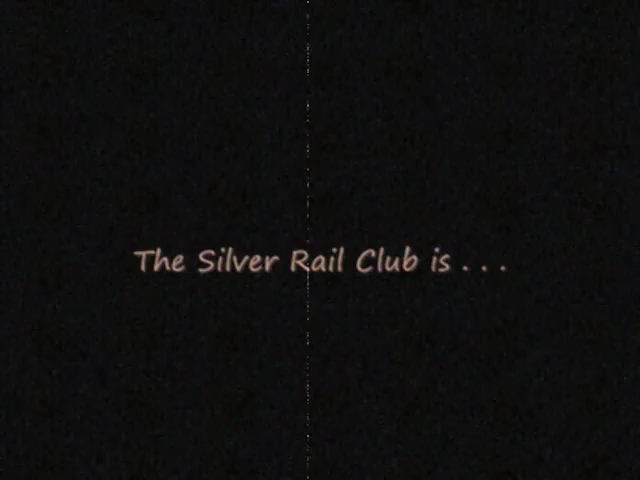 The Silver Rail Club is . . .